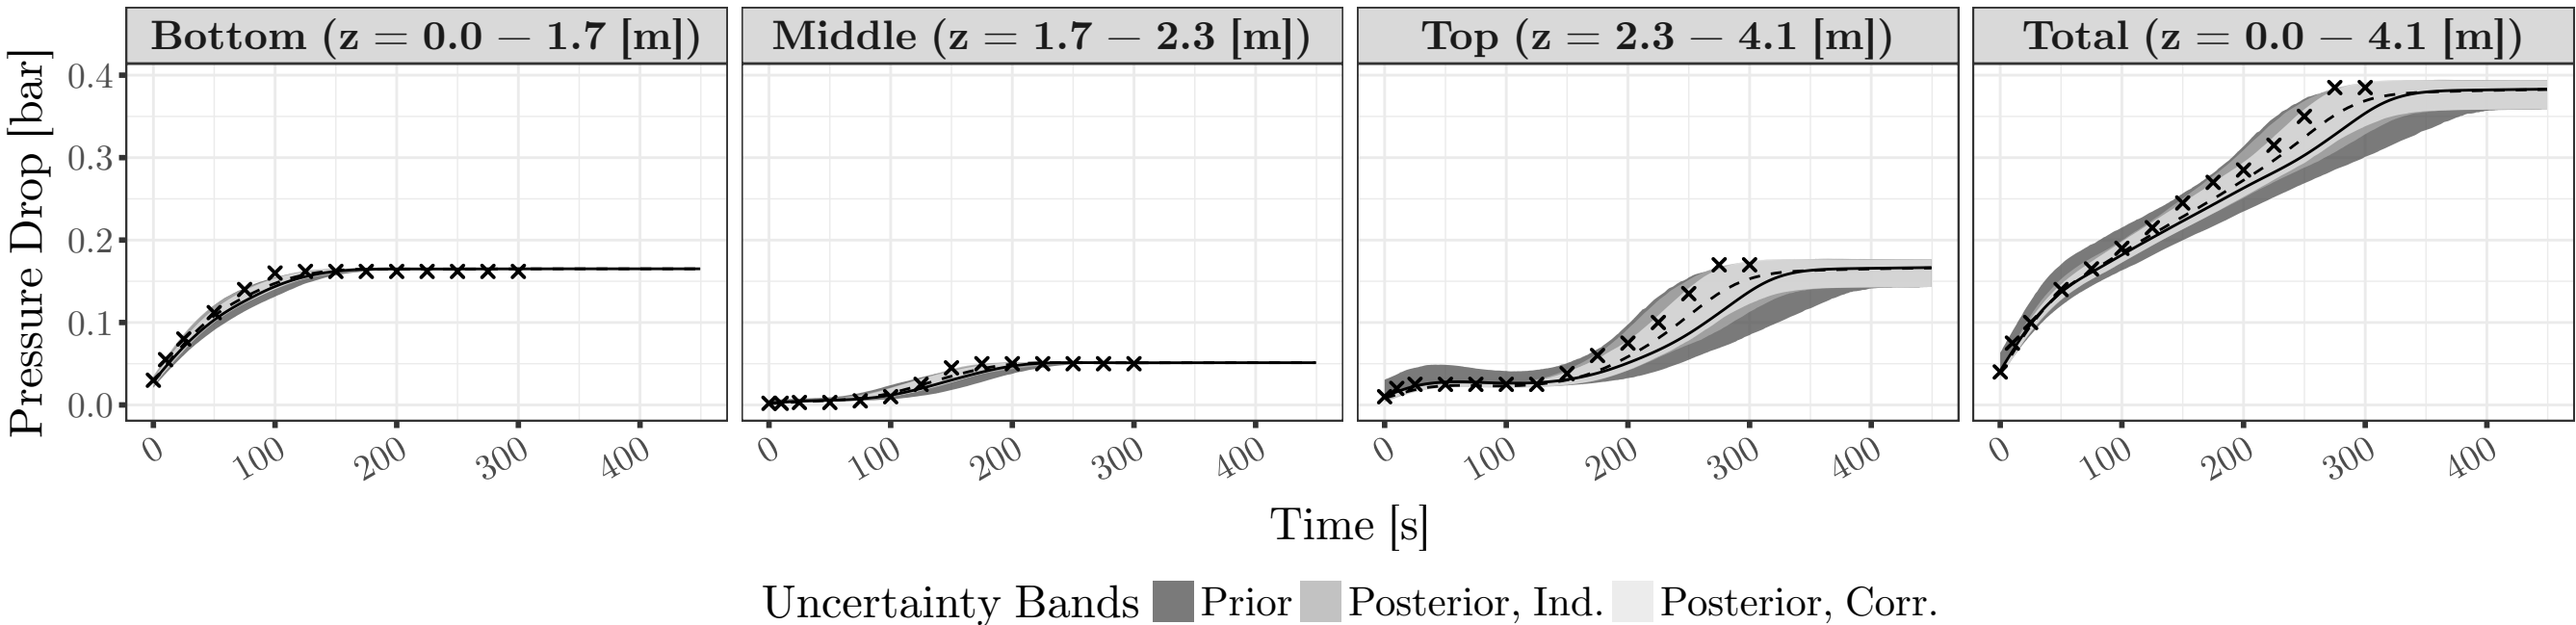 Bottom (z = 0.0 − 1.7 [m])
Middle (z = 1.7 − 2.3 [m])
Top (z = 2.3 − 4.1 [m])
Total (z = 0.0 − 4.1 [m])
Pressure Drop [bar]
0.4
0.3
0.2
0.1
0.0
0 100 200 300 400
0 100 200 300 400
0 100 200 300 400
0 100 200 300 400
Time [s]
Uncertainty Bands Prior Posterior, Ind. Posterior, Corr.